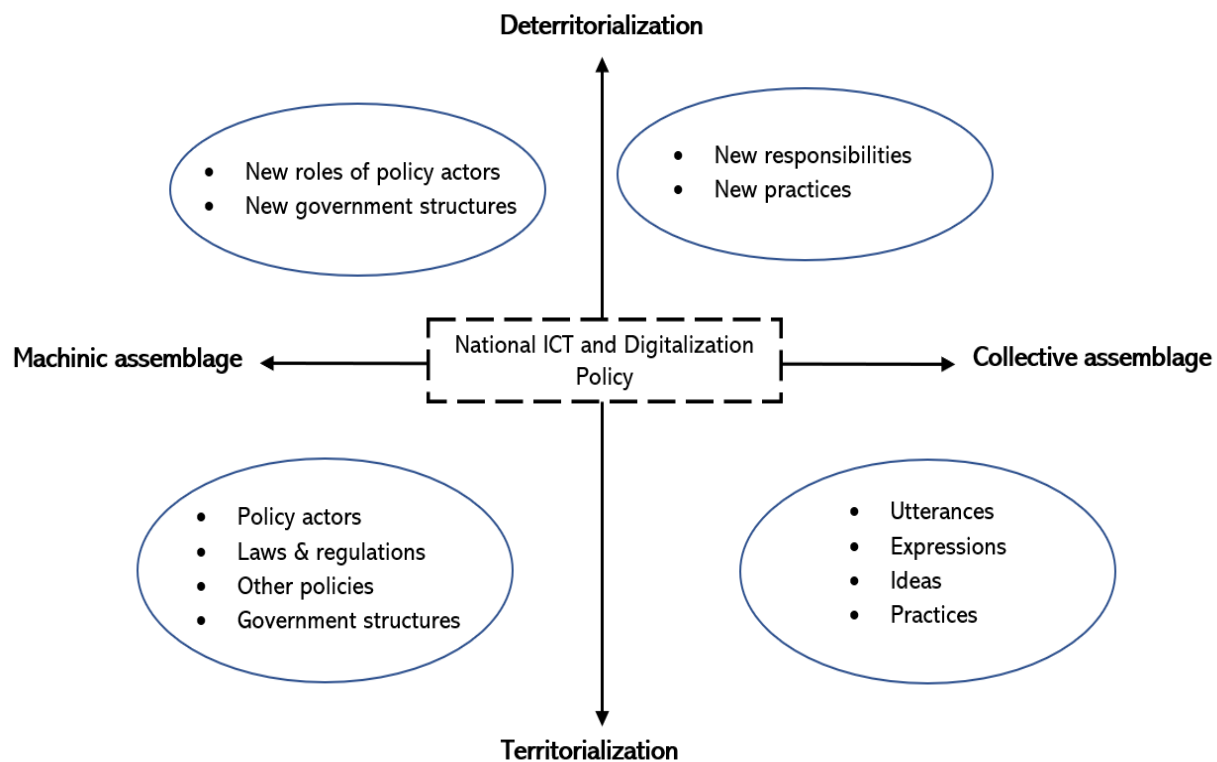 Deterritorialization
• New roles of policy actors
• New government structures
• New responsibilities
• New practices
Machinic assemblage
National ICT and Digitalization
Policy
Collective assemblage
• Policy actors
• Laws & regulations
• Other policies
• Government structures
• Utterances
• Expressions
• Ideas
• Practices
Territorialization